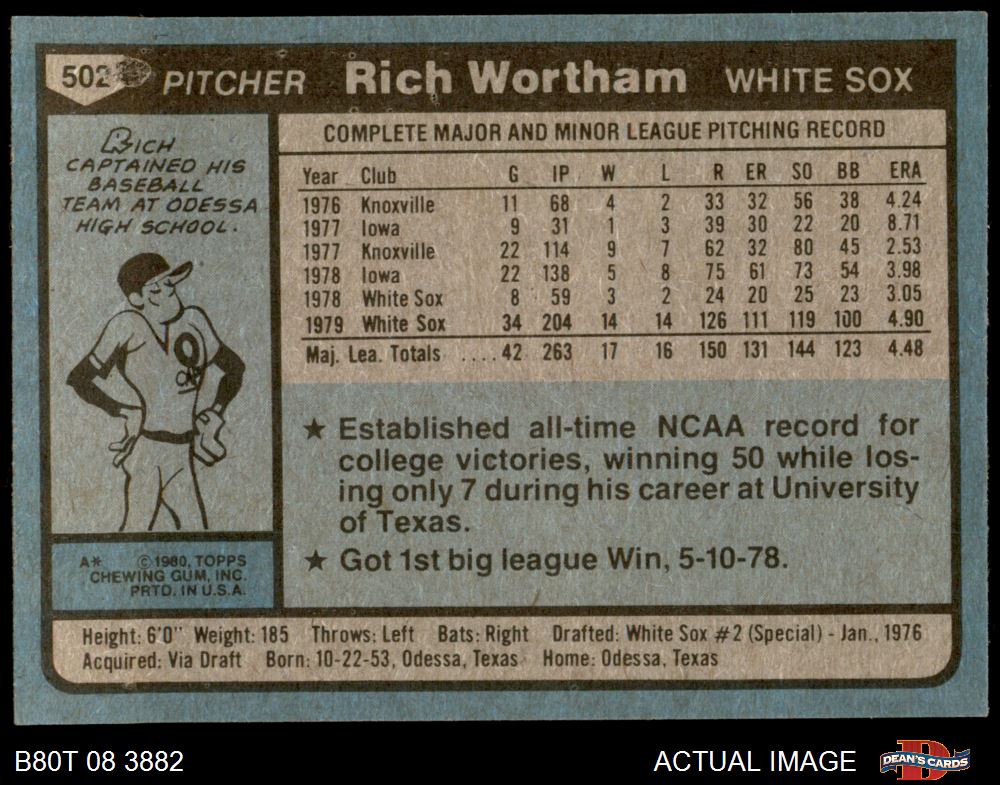 502 PITCHER Rich Wortham WHITE SOX
RICH
CAPTAINED HIS
BASEBALL
TEAM AT ODESSA
HIGH SCHOOL.
A* ©1980, TOPPS
CHEWING GUM, INC.
PRTD. IN U.S.A.
COMPLETE MAJOR AND MINOR LEAGUE PITCHING RECORD
Year Club G IP W L R ER SO BB ERA
1976 Knoxville 11 68 4 2 33 32 56 38 4.24
1977 Iowa 9 31 1 3 39 30 22 20 8.71
1977 Knoxville 22 114 9 7 62 32 80 45 2.53
1978 Iowa 22 138 5 8 75 61 73 54 3.98
1978 White Sox 8 59 3 2 24 20 25 23 3.05
1979 White Sox 34 204 14 14 126 111 119 100 4.90
Maj. Lea. Totals .... 42 263 17 16 150 131 144 123 4.48
★ Established all-time NCAA record for
college victories, winning 50 while los-
ing only 7 during his career at University
of Texas.
★ Got 1st big league Win, 5-10-78.
Height: 6'0" Weight: 185 Throws: Left Bats: Right Drafted: White Sox #2 (Special) - Jan., 1976
Acquired: Via Draft Born: 10-22-53, Odessa, Texas Home: Odessa, Texas
B80T 08 3882 ACTUAL IMAGE DEAN'S CARDS